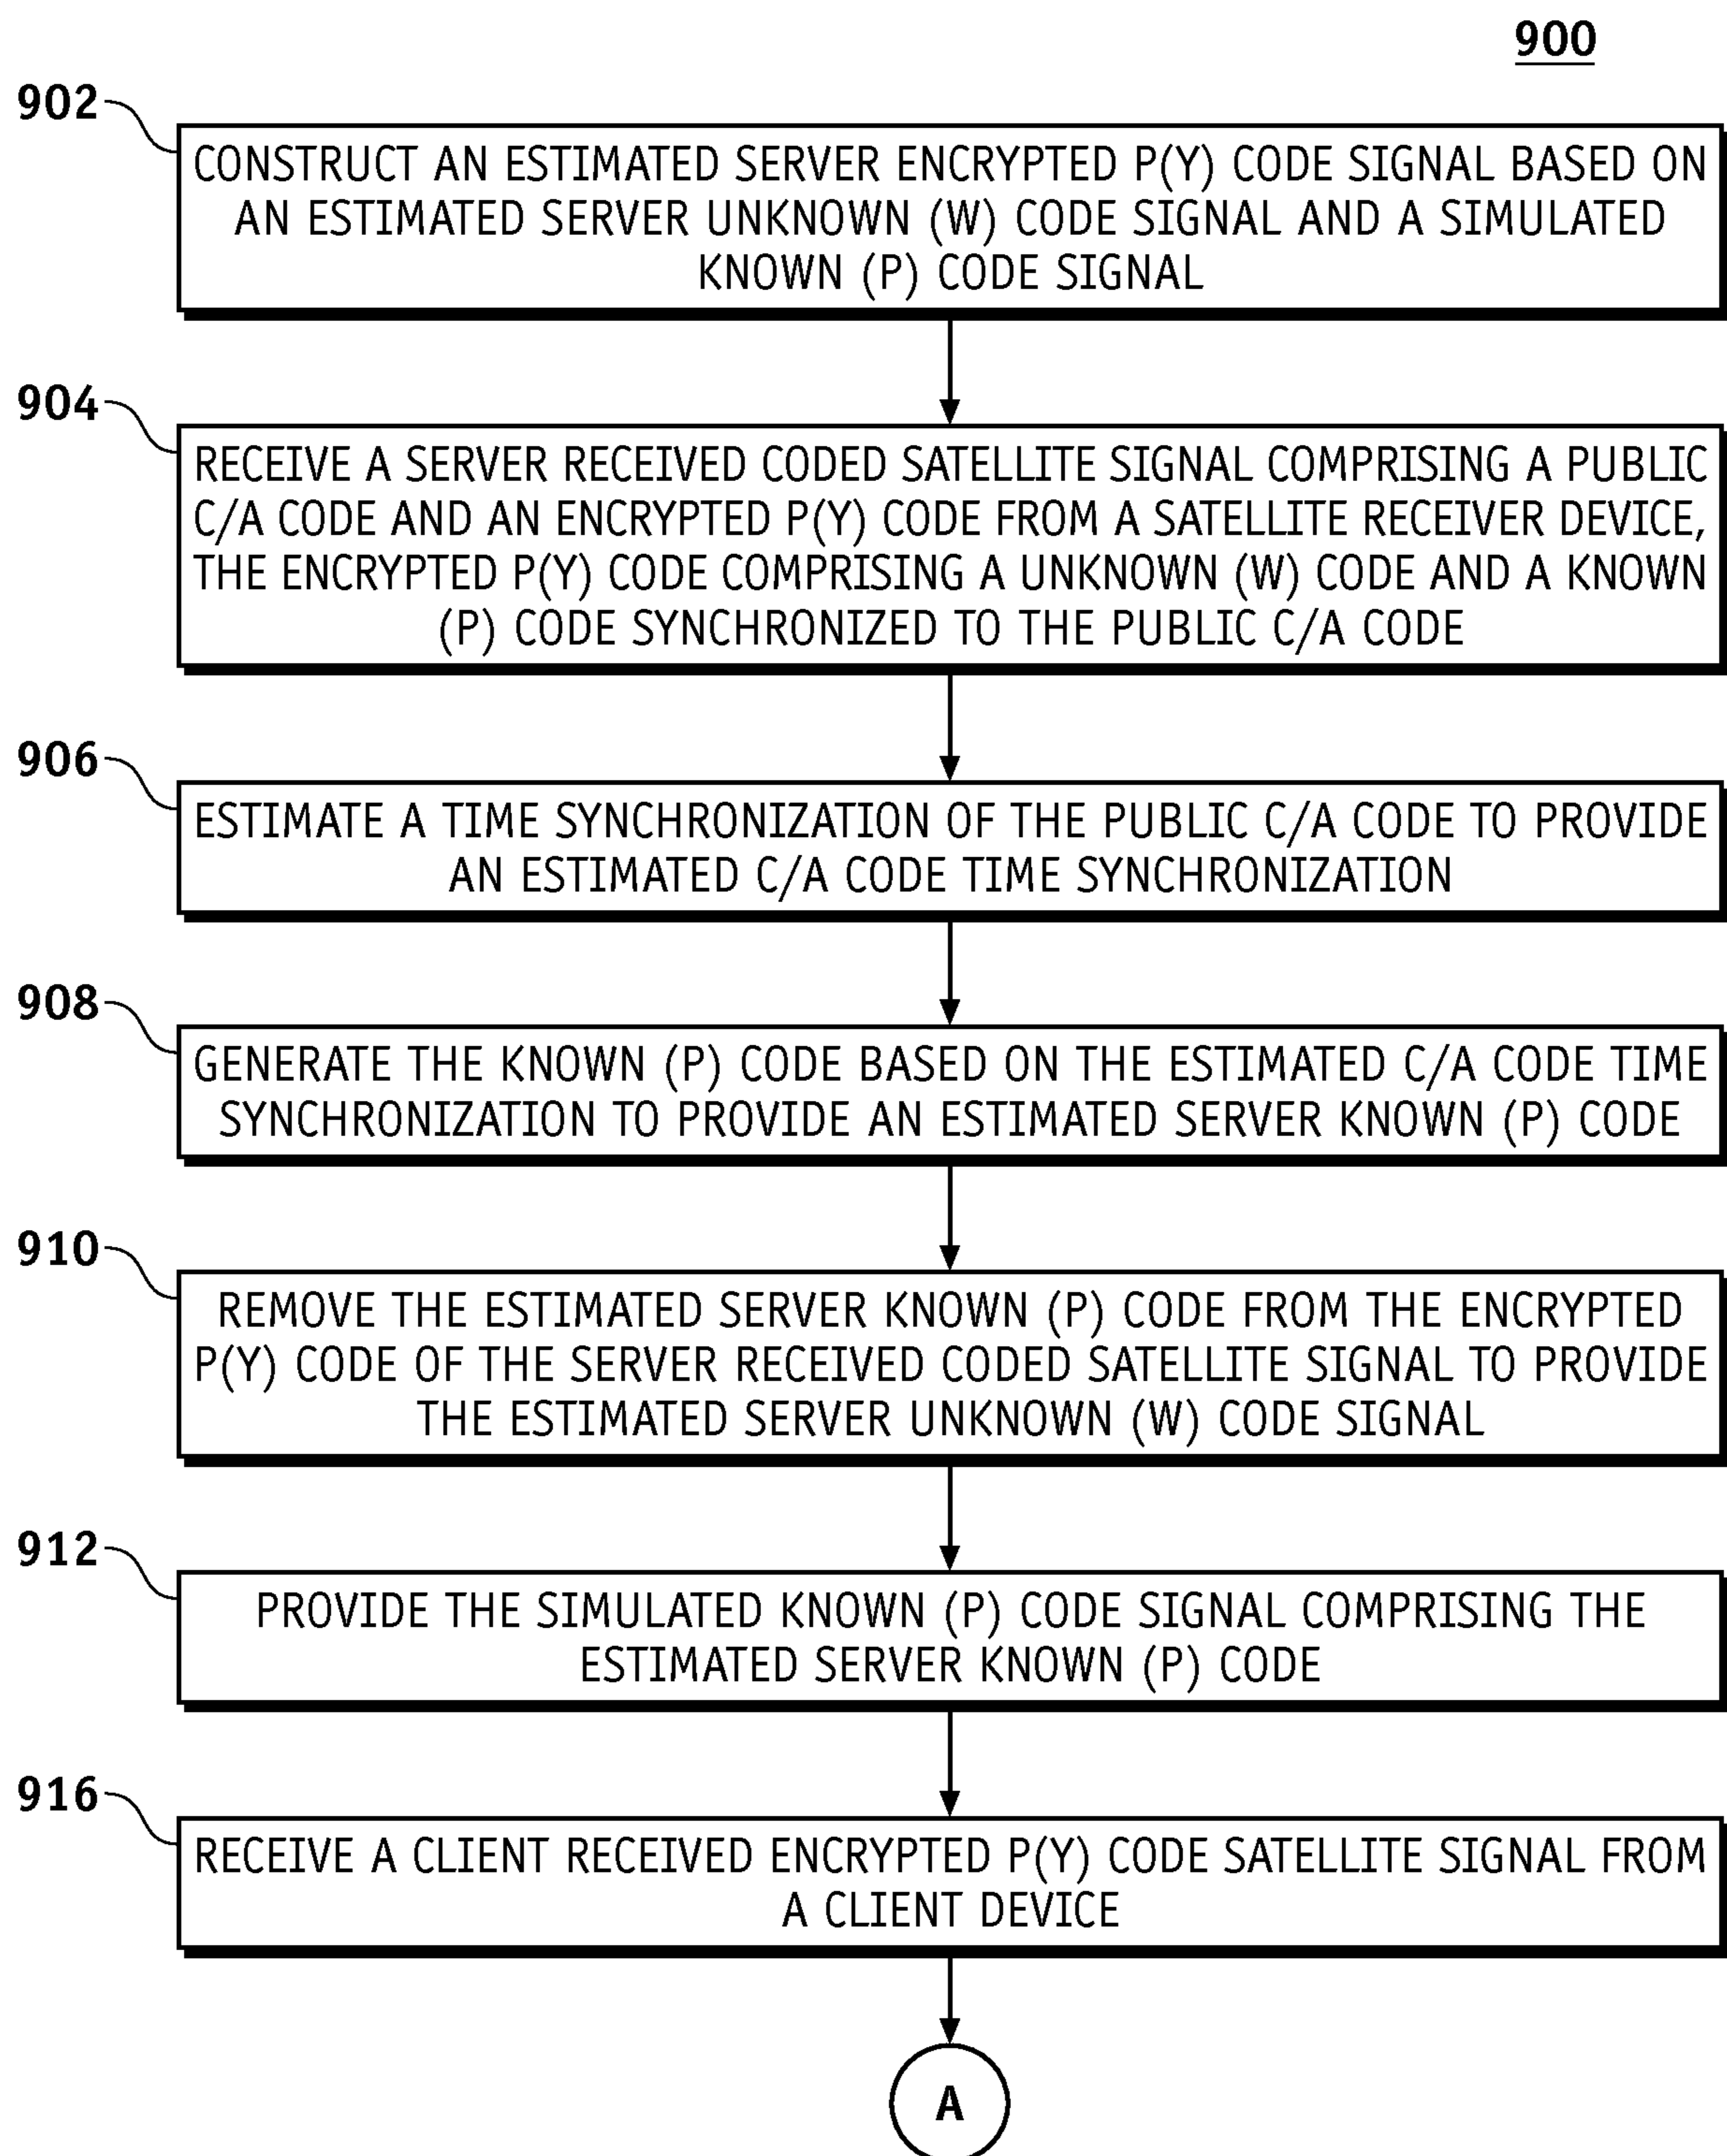 900
902
CONSTRUCT AN ESTIMATED SERVER ENCRYPTED P(Y) CODE SIGNAL BASED ON
AN ESTIMATED SERVER UNKNOWN (W) CODE SIGNAL AND A SIMULATED
KNOWN (P) CODE SIGNAL
904
RECEIVE A SERVER RECEIVED CODED SATELLITE SIGNAL COMPRISING A PUBLIC
C/A CODE AND AN ENCRYPTED P(Y) CODE FROM A SATELLITE RECEIVER DEVICE,
THE ENCRYPTED P(Y) CODE COMPRISING A UNKNOWN (W) CODE AND A KNOWN
(P) CODE SYNCHRONIZED TO THE PUBLIC C/A CODE
906
ESTIMATE A TIME SYNCHRONIZATION OF THE PUBLIC C/A CODE TO PROVIDE
AN ESTIMATED C/A CODE TIME SYNCHRONIZATION
908
GENERATE THE KNOWN (P) CODE BASED ON THE ESTIMATED C/A CODE TIME
SYNCHRONIZATION TO PROVIDE AN ESTIMATED SERVER KNOWN (P) CODE
910
REMOVE THE ESTIMATED SERVER KNOWN (P) CODE FROM THE ENCRYPTED
P(Y) CODE OF THE SERVER RECEIVED CODED SATELLITE SIGNAL TO PROVIDE
THE ESTIMATED SERVER UNKNOWN (W) CODE SIGNAL
912
PROVIDE THE SIMULATED KNOWN (P) CODE SIGNAL COMPRISING THE
ESTIMATED SERVER KNOWN (P) CODE
916
RECEIVE A CLIENT RECEIVED ENCRYPTED P(Y) CODE SATELLITE SIGNAL FROM
A CLIENT DEVICE
A